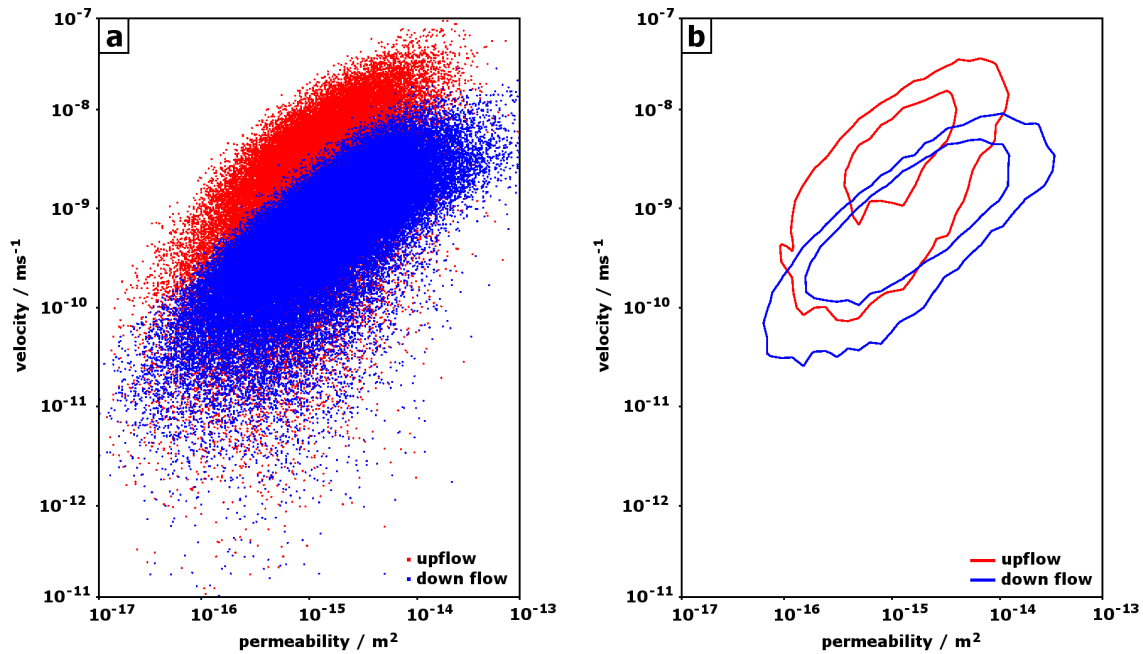 a
10⁻⁷
10⁻⁸
10⁻⁹
10⁻¹⁰
10⁻¹¹
10⁻¹²
10⁻¹¹
velocity / ms⁻¹
upflow
down flow
10⁻¹⁷ 10⁻¹⁶ 10⁻¹⁵ 10⁻¹⁴ 10⁻¹³
permeability / m²
b
10⁻⁷
10⁻⁸
10⁻⁹
10⁻¹⁰
10⁻¹¹
10⁻¹²
10⁻¹¹
velocity / ms⁻¹
upflow
down flow
10⁻¹⁷ 10⁻¹⁶ 10⁻¹⁵ 10⁻¹⁴ 10⁻¹³
permeability / m²